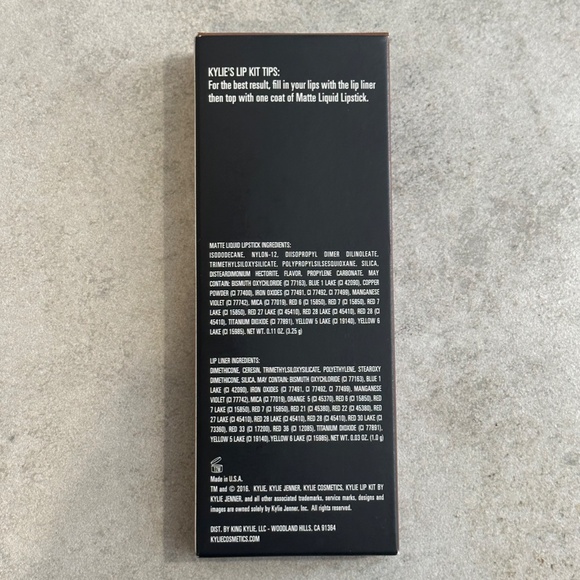 KYLIE'S LIP KIT TIPS:
For the best result, fill in your lips with the lip liner
then top with one coat of Matte Liquid Lipstick.
MATTE LIQUID LIPSTICK INGREDIENTS:
ISODODECANE, NYLON-12, DIISOPROPYL DIMER DILINOLEATE,
TRIMETHYLSILOXYSILICATE, POLYPROPYLSILSESQUIOXANE, SILICA,
DISTEARDIMONIUM HECTORITE, FLAVOR, PROPYLENE CARBONATE, MAY
CONTAIN: BISMUTH OXYCHLORIDE (CI 77163), BLUE 1 LAKE (CI 42090), COPPER
POWDER (CI 77400), IRON OXIDES (CI 77491, CI 77492, CI 77499), MANGANESE
VIOLET (CI 77742), MICA (CI 77019), RED 6 (CI 15850), RED 7 (CI 15850), RED 7
LAKE (CI 15850), RED 27 LAKE (CI 45410), RED 28 LAKE (CI 45410), RED 28 (CI
45410), TITANIUM DIOXIDE (CI 77891), YELLOW 5 LAKE (CI 19140), YELLOW 6
LAKE (CI 15985). NET WT. 0.11 OZ. (3.25 g)
LIP LINER INGREDIENTS:
DIMETHICONE, CERESIN, TRIMETHYLSILOXYSILICATE, POLYETHYLENE, STEAROXY
DIMETHICONE, SILICA, MAY CONTAIN: BISMUTH OXYCHLORIDE (CI 77163), BLUE 1
LAKE (CI 42090), IRON OXIDES (CI 77491, CI 77492, CI 77499), MANGANESE
VIOLET (CI 77742), MICA (CI 77019), ORANGE 5 (CI 45370), RED 6 (CI 15850), RED
7 LAKE (CI 15850), RED 7 (CI 15850), RED 21 (CI 45380), RED 22 (CI 45380), RED
27 LAKE (CI 45410), RED 28 LAKE (CI 45410), RED 28 (CI 45410), RED 30 LAKE (CI
73360), RED 33 (CI 17200), RED 36 (CI 12085), TITANIUM DIOXIDE (CI 77891),
YELLOW 5 LAKE (CI 19140), YELLOW 6 LAKE (CI 15985). NET WT. 0.03 OZ. (1.0 g)
Made in U.S.A.
TM and © 2016. KYLIE, KYLIE JENNER, KYLIE COSMETICS, KYLIE LIP KIT BY
KYLIE JENNER, and all other associated trademarks, service marks, designs and
images are owned solely by Kylie Jenner, Inc. All rights reserved.
DIST. BY KING KYLIE, LLC - WOODLAND HILLS, CA 91364
KYLIECOSMETICS.COM